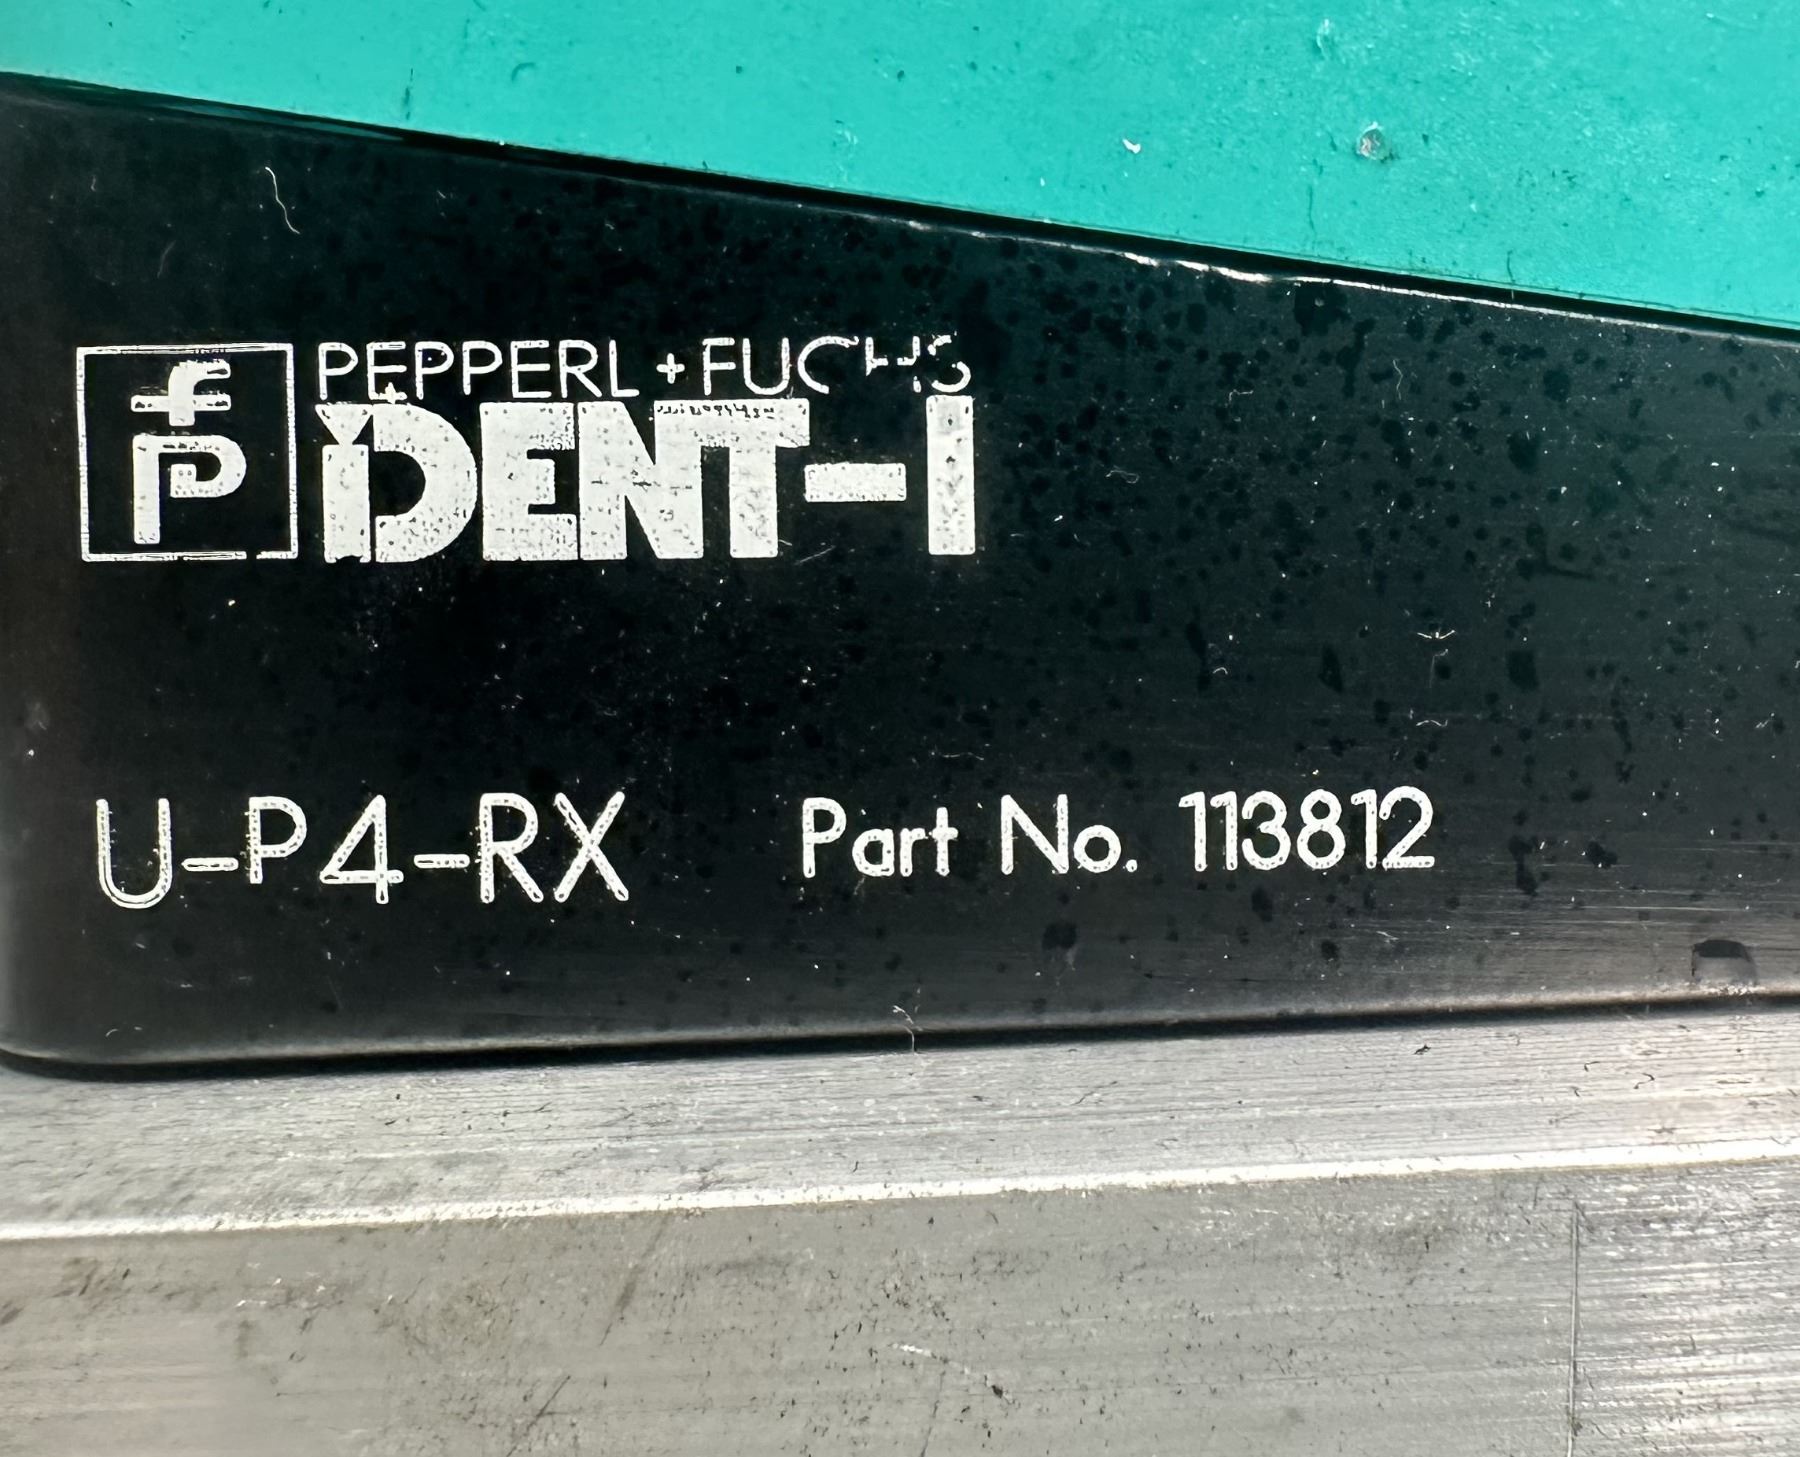 PEPPERL + FUCHS
IDENT-I
U-P4-RX Part No. 113812